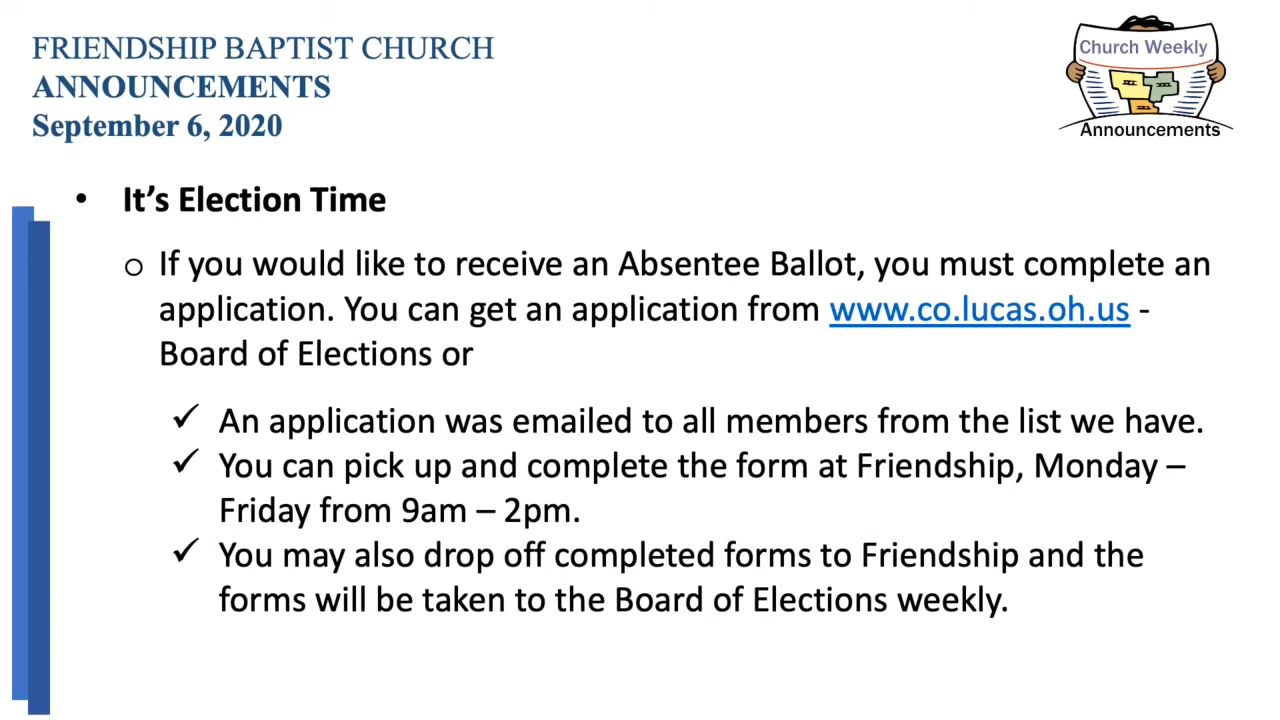 FRIENDSHIP BAPTIST CHURCH
ANNOUNCEMENTS
September 6, 2020
Church Weekly
Announcements
• It’s Election Time
o If you would like to receive an Absentee Ballot, you must complete an
application. You can get an application from www.co.lucas.oh.us -
Board of Elections or
✓ An application was emailed to all members from the list we have.
✓ You can pick up and complete the form at Friendship, Monday –
Friday from 9am – 2pm.
✓ You may also drop off completed forms to Friendship and the
forms will be taken to the Board of Elections weekly.